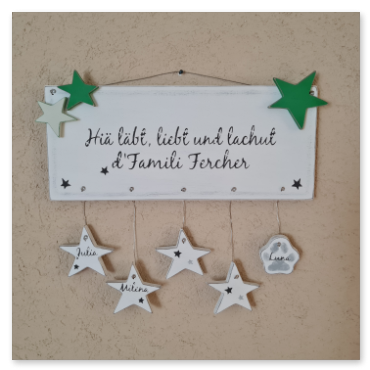 Hiä läbt, liebt und lachut
d'Famili Fercher
Julia
Luna
Milena